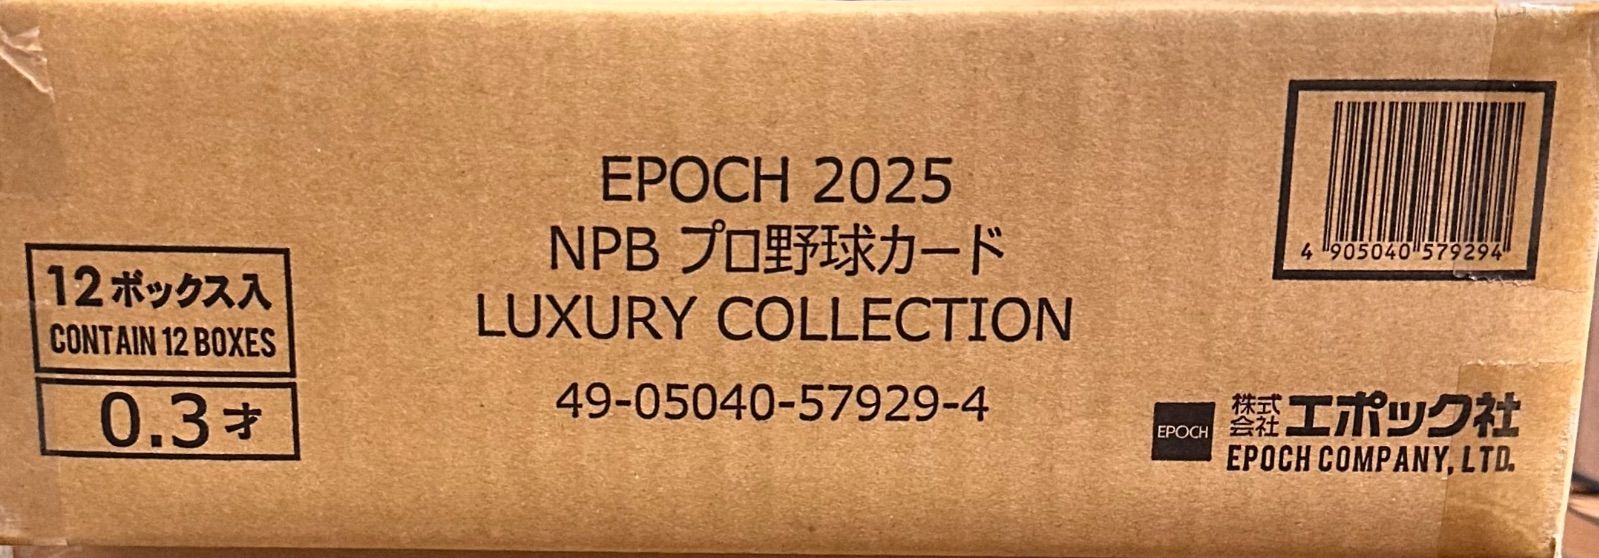 EPOCH 2025
NPB プロ野球カード
LUXURY COLLECTION
49-05040-57929-4
12ボックス入
CONTAIN 12 BOXES
0.3才
4 905040 579294
EPOCH
株式会社エポック社
EPOCH COMPANY, LTD.